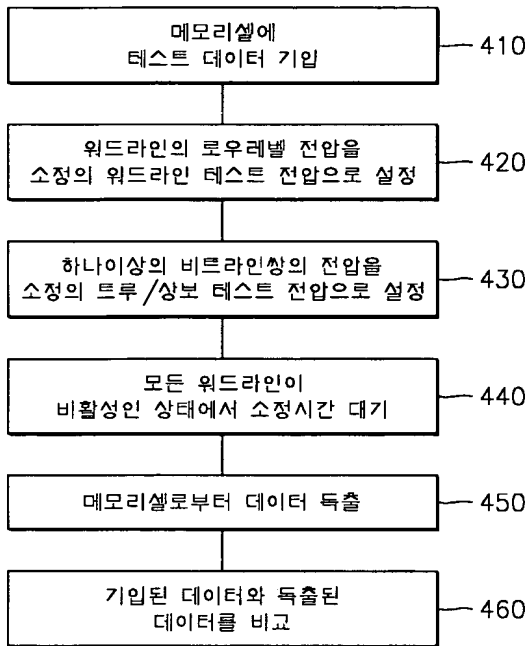 메모리셀에
테스트 데이터 기입
410
워드라인의 로우레벨 전압을
소정의 워드라인 테스트 전압으로 설정
420
하나이상의 비트라인쌍의 전압을
소정의 트루/상보 테스트 전압으로 설정
430
모든 워드라인이
비활성인 상태에서 소정시간 대기
440
메모리셀로부터 데이터 독출
450
기입된 데이터와 독출된
데이터를 비교
460